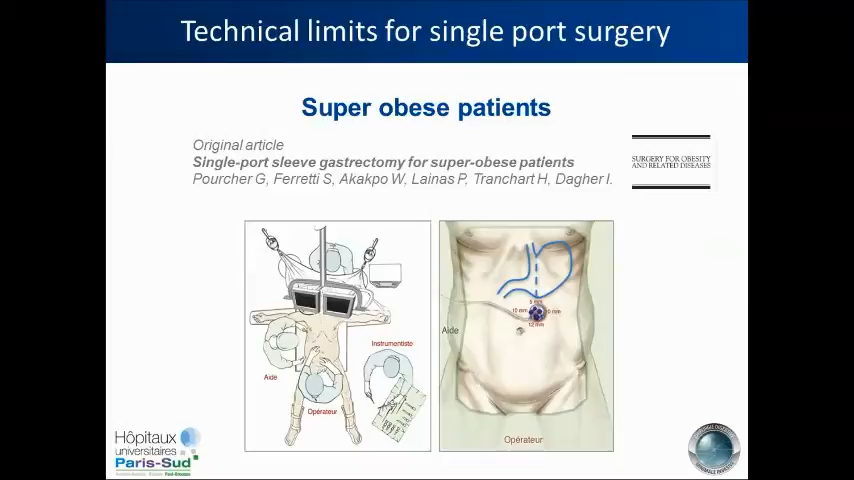 Technical limits for single port surgery
Super obese patients
Original article
Single-port sleeve gastrectomy for super-obese patients
Pourcher G, Ferretti S, Akakpo W, Lainas P, Tranchart H, Dagher I.
SURGERY FOR OBESITY
AND RELATED DISEASES
Aide
Instrumentiste
Opérateur
5 mm
10 mm
12 mm
Aide
Opérateur
Hôpitaux
universitaires
Paris-Sud